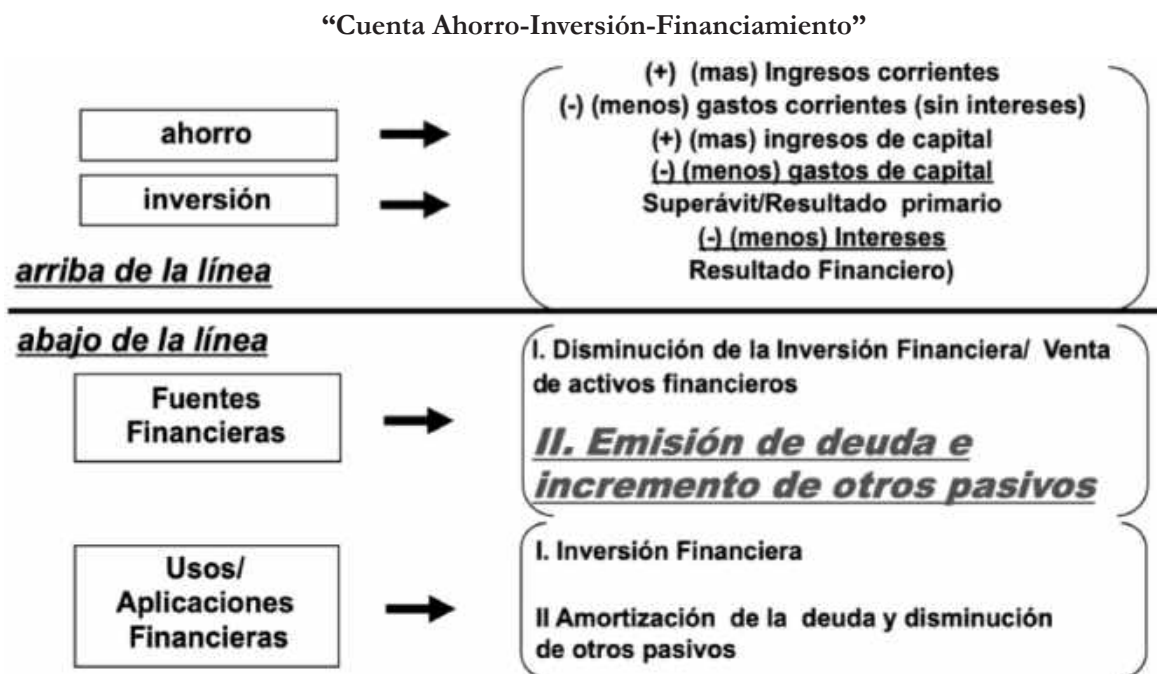 “Cuenta Ahorro-Inversión-Financiamiento”
ahorro
inversión
(+) (mas) Ingresos corrientes
(-) (menos) gastos corrientes (sin intereses)
(+) (mas) ingresos de capital
(-) (menos) gastos de capital
Superávit/Resultado primario
(-) (menos) Intereses
Resultado Financiero)
arriba de la línea
abajo de la línea
Fuentes
Financieras
I. Disminución de la Inversión Financiera/ Venta
de activos financieros
II. Emisión de deuda e
incremento de otros pasivos
Usos/
Aplicaciones
Financieras
I. Inversión Financiera
II Amortización de la deuda y disminución
de otros pasivos